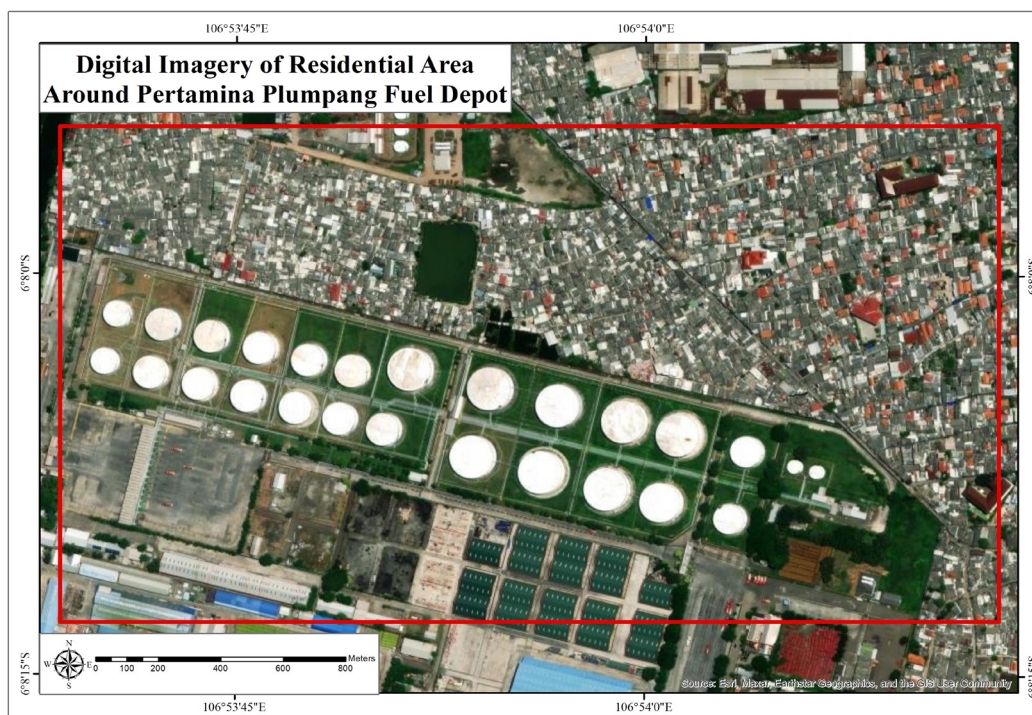 106°53'45"E 106°54'0"E
Digital Imagery of Residential Area
Around Pertamina Plumpang Fuel Depot
6°8'0"S 6°8'0"S
6°8'15"S 6°8'15"S
N
W E
S
0 100 200 400 600 800 Meters
Source: Esri, Maxar, Earthstar Geographics, and the GIS User Community
106°53'45"E 106°54'0"E